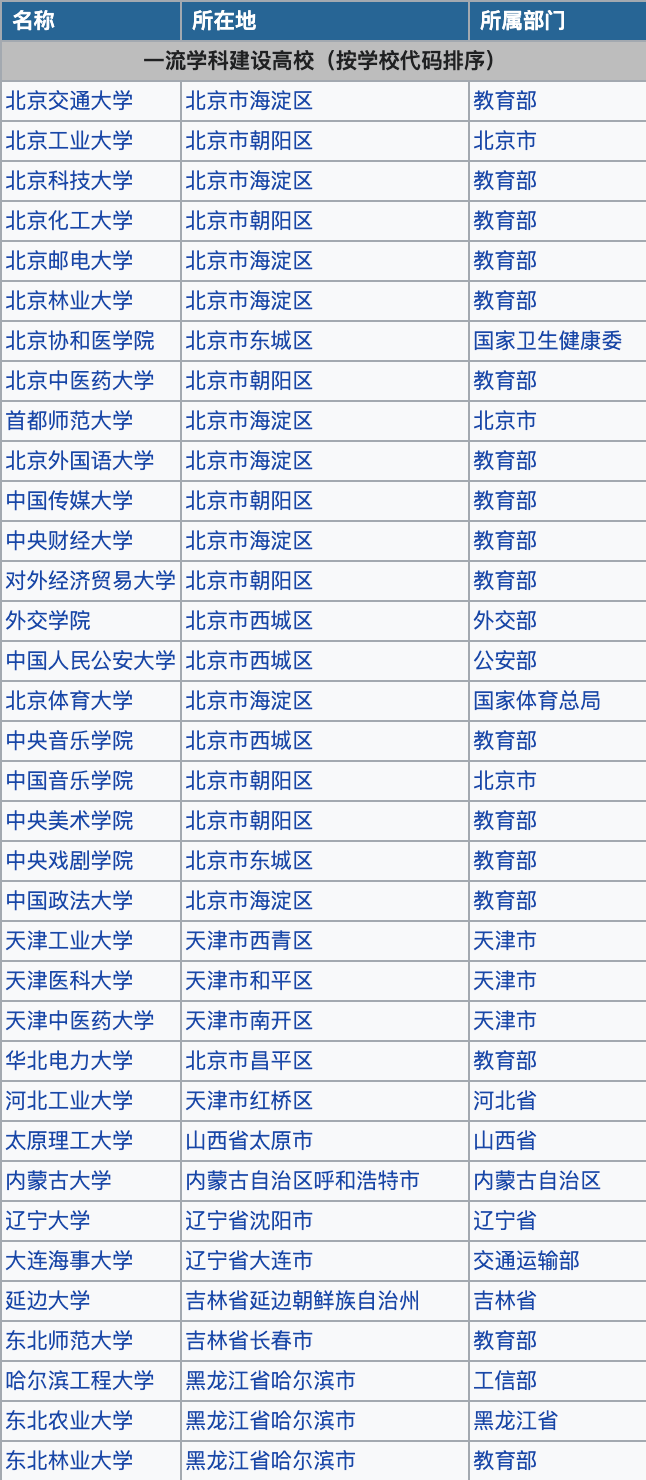 名称 所在地 所属部门
一流学科建设高校（按学校代码排序）
北京交通大学 北京市海淀区 教育部
北京工业大学 北京市朝阳区 北京市
北京科技大学 北京市海淀区 教育部
北京化工大学 北京市朝阳区 教育部
北京邮电大学 北京市海淀区 教育部
北京林业大学 北京市海淀区 教育部
北京协和医学院 北京市东城区 国家卫生健康委
北京中医药大学 北京市朝阳区 教育部
首都师范大学 北京市海淀区 北京市
北京外国语大学 北京市海淀区 教育部
中国传媒大学 北京市朝阳区 教育部
中央财经大学 北京市海淀区 教育部
对外经济贸易大学 北京市朝阳区 教育部
外交学院 北京市西城区 外交部
中国人民公安大学 北京市西城区 公安部
北京体育大学 北京市海淀区 国家体育总局
中央音乐学院 北京市西城区 教育部
中国音乐学院 北京市朝阳区 北京市
中央美术学院 北京市朝阳区 教育部
中央戏剧学院 北京市东城区 教育部
中国政法大学 北京市海淀区 教育部
天津工业大学 天津市西青区 天津市
天津医科大学 天津市和平区 天津市
天津中医药大学 天津市南开区 天津市
华北电力大学 北京市昌平区 教育部
河北工业大学 天津市红桥区 河北省
太原理工大学 山西省太原市 山西省
内蒙古大学 内蒙古自治区呼和浩特市 内蒙古自治区
辽宁大学 辽宁省沈阳市 辽宁省
大连海事大学 辽宁省大连市 交通运输部
延边大学 吉林省延边朝鲜族自治州 吉林省
东北师范大学 吉林省长春市 教育部
哈尔滨工程大学 黑龙江省哈尔滨市 工信部
东北农业大学 黑龙江省哈尔滨市 黑龙江省
东北林业大学 黑龙江省哈尔滨市 教育部